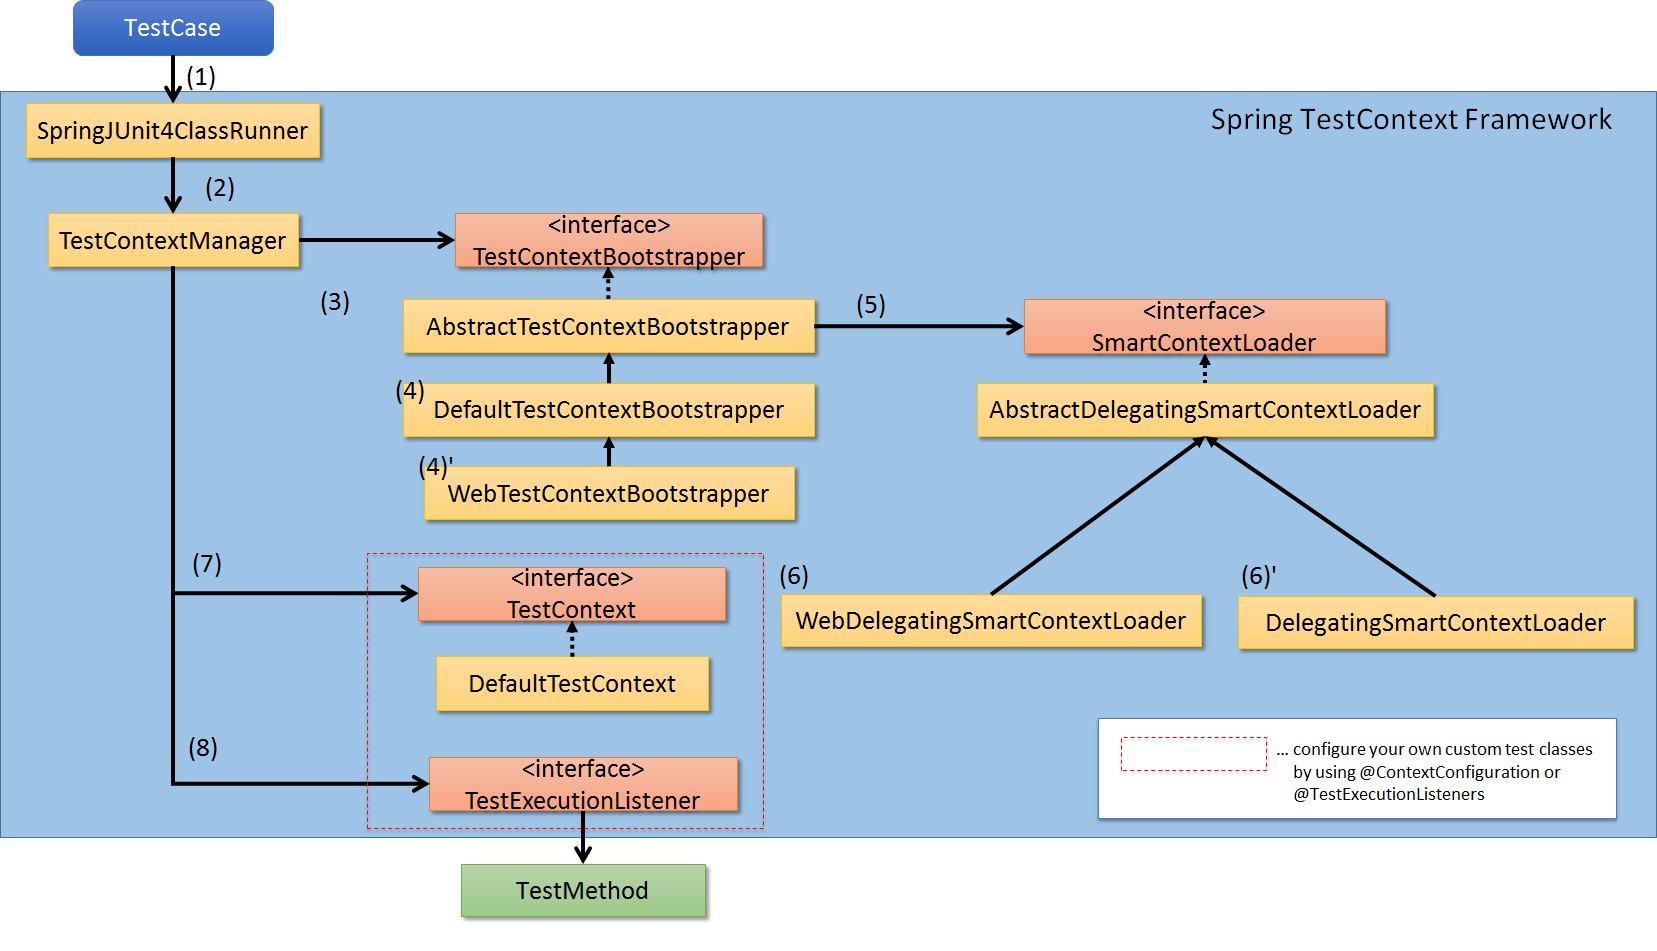 TestCase
(1)
Spring TestContext Framework
SpringJUnit4ClassRunner
(2)
TestContextManager
<interface>
TestContextBootstrapper
(3)
AbstractTestContextBootstrapper
(5)
<interface>
SmartContextLoader
(4)
DefaultTestContextBootstrapper
AbstractDelegatingSmartContextLoader
(4)'
WebTestContextBootstrapper
(7)
<interface>
TestContext
(6)
WebDelegatingSmartContextLoader
(6)'
DelegatingSmartContextLoader
DefaultTestContext
(8)
<interface>
TestExecutionListener
... configure your own custom test classes
by using @ContextConfiguration or
@TestExecutionListeners
TestMethod